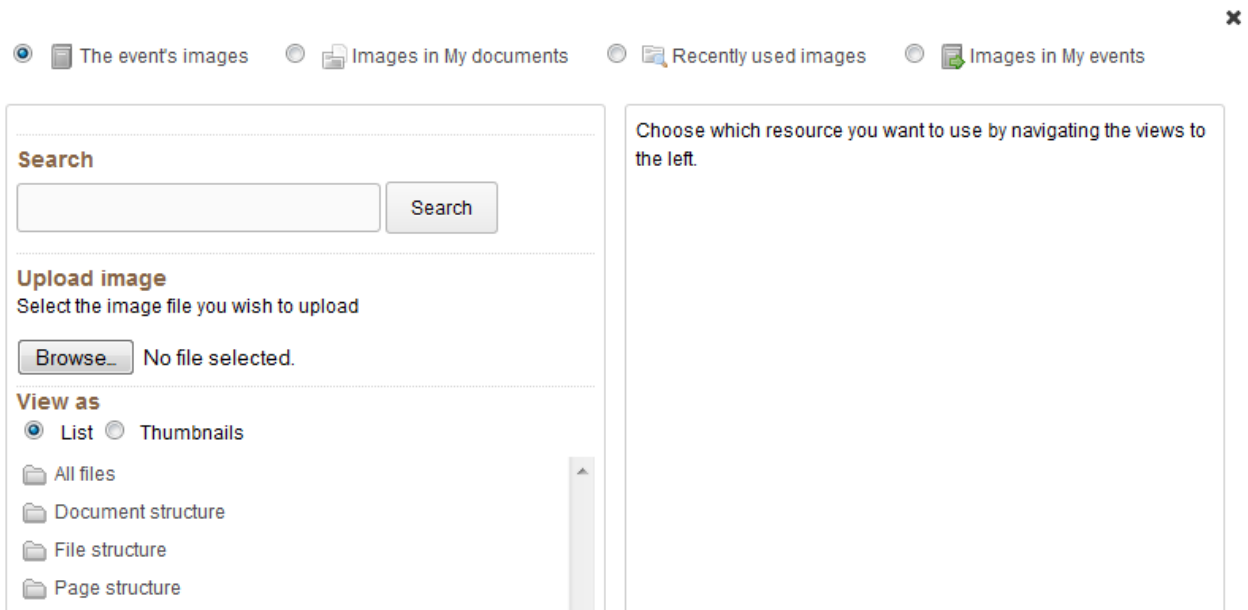 The event's images Images in My documents Recently used images Images in My events
Search
Search
Upload image
Select the image file you wish to upload
Browse... No file selected.
View as
List Thumbnails
All files
Document structure
File structure
Page structure
Choose which resource you want to use by navigating the views to
the left.